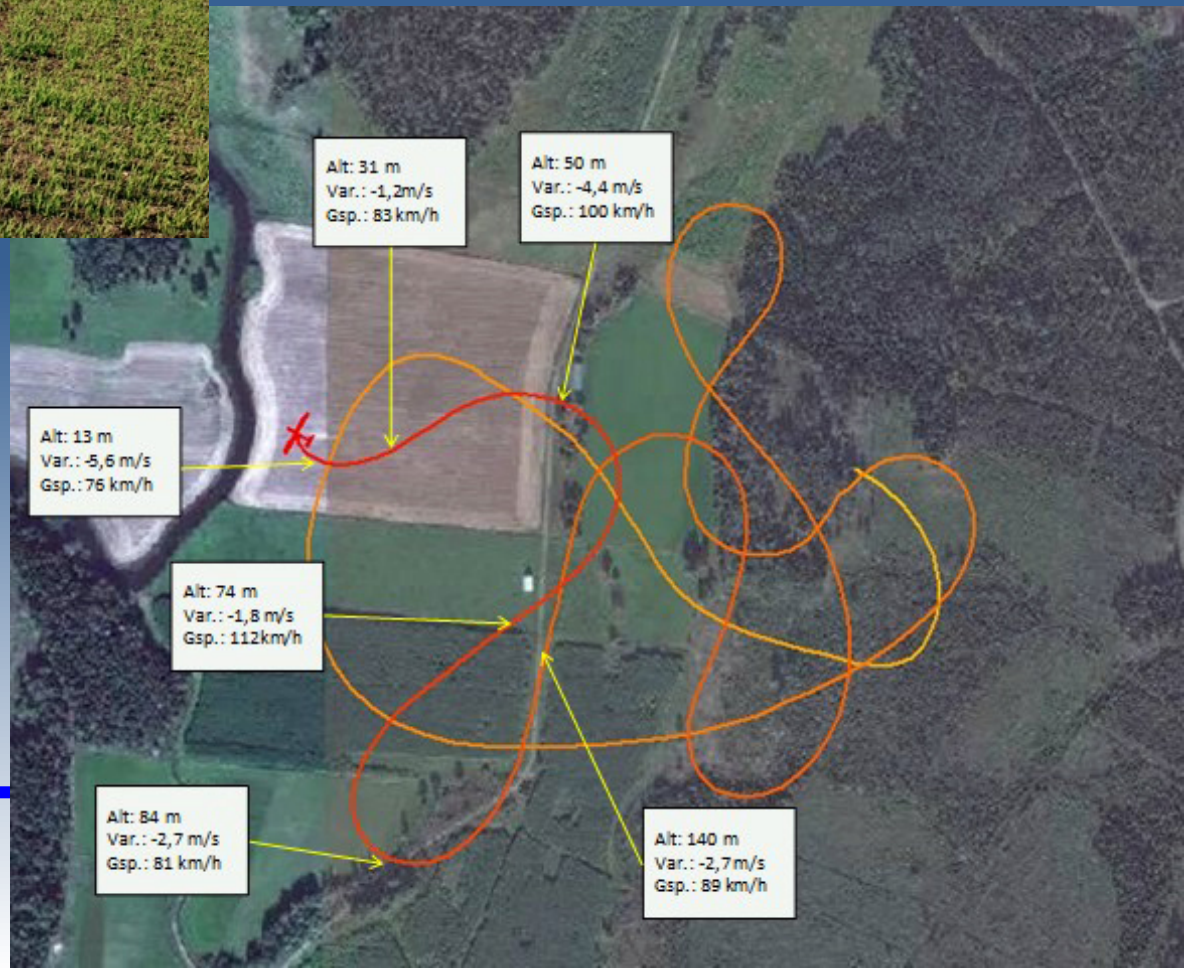 Alt: 31 m
Var.: -1,2m/s
Gsp.: 83 km/h
Alt: 50 m
Var.: -4,4 m/s
Gsp.: 100 km/h
Alt: 13 m
Var.: -5,6 m/s
Gsp.: 76 km/h
Alt: 74 m
Var.: -1,8 m/s
Gsp.: 112km/h
Alt: 84 m
Var.: -2,7 m/s
Gsp.: 81 km/h
Alt: 140 m
Var.: -2,7m/s
Gsp.: 89 km/h